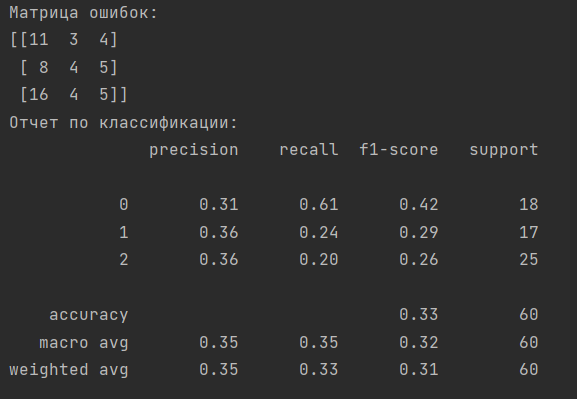 Матрица ошибок:
[[11  3  4]
 [ 8  4  5]
 [16  4  5]]
Отчет по классификации:
              precision    recall  f1-score   support
           0       0.31      0.61      0.42        18
           1       0.36      0.24      0.29        17
           2       0.36      0.20      0.26        25
    accuracy                           0.33        60
   macro avg       0.35      0.35      0.32        60
weighted avg       0.35      0.33      0.31        60